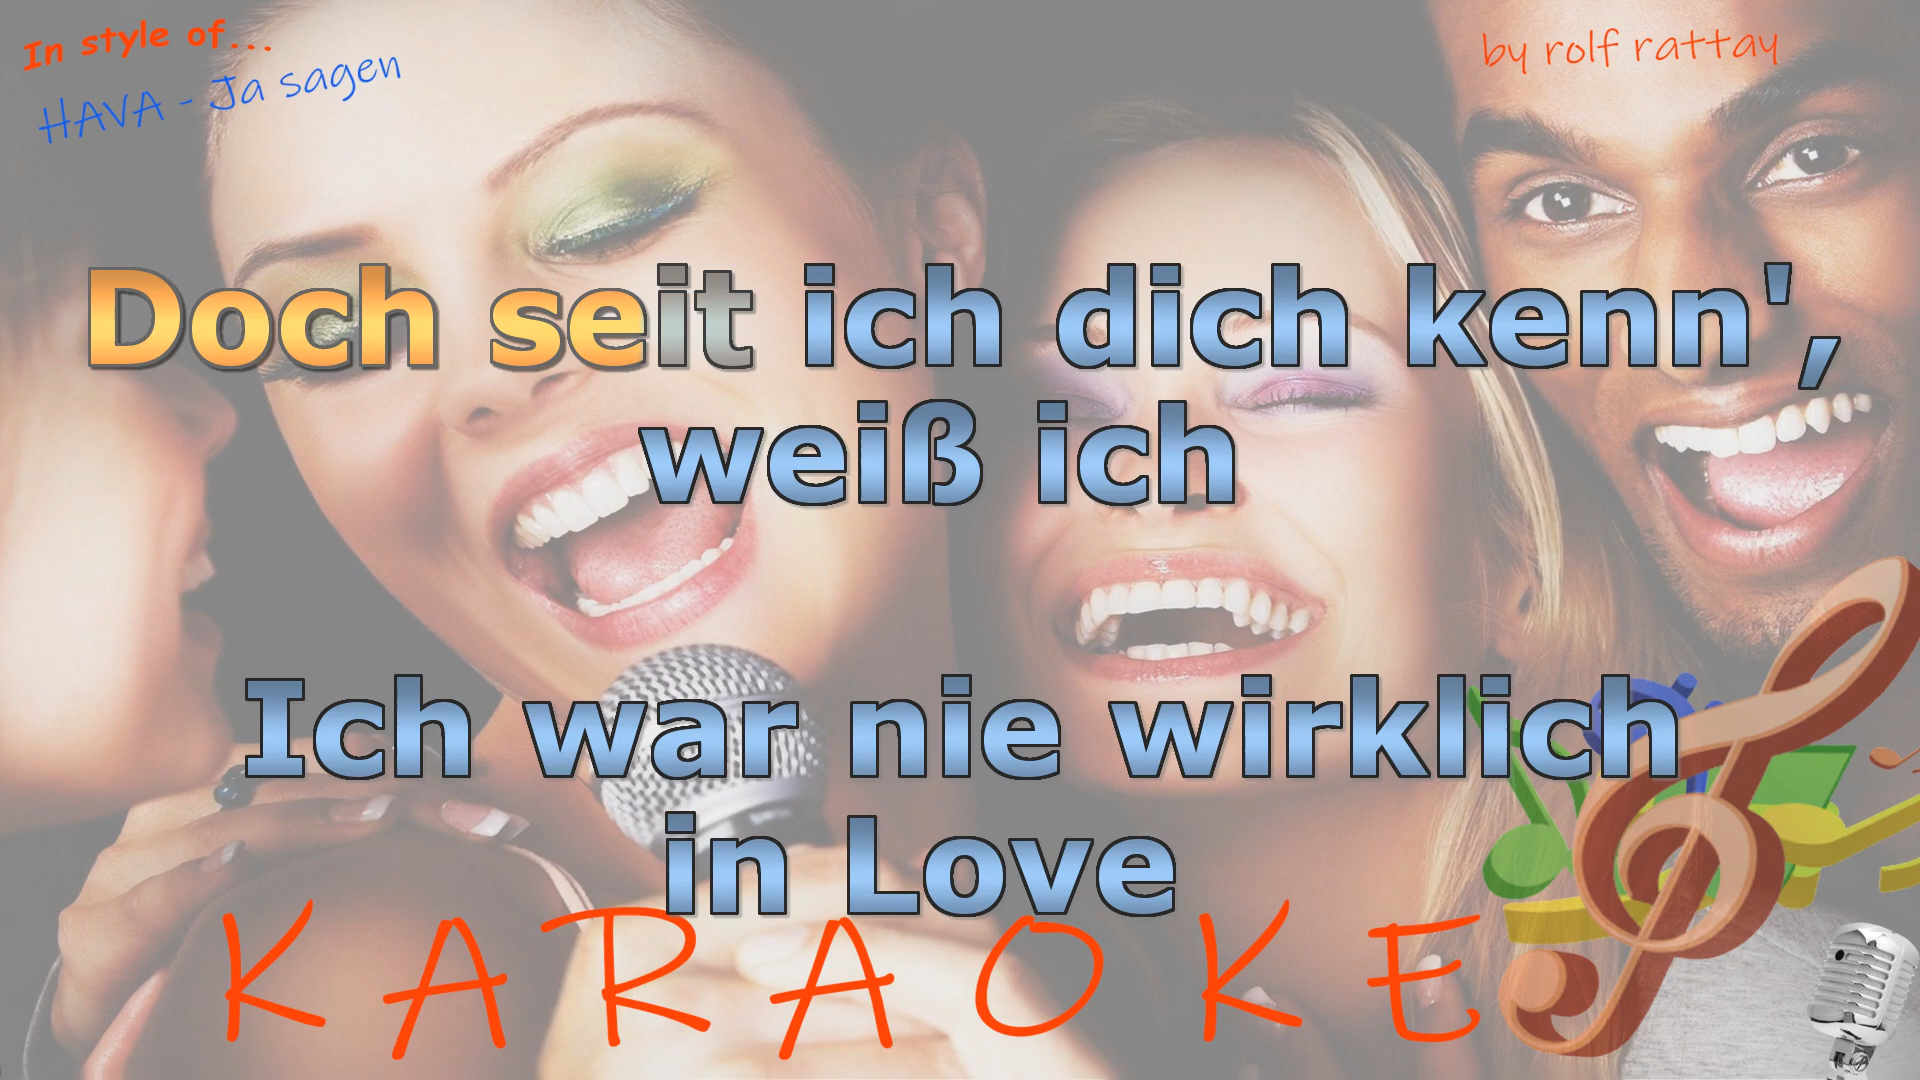 In style of...
HAVA - Ja sagen
by rolf rattay
Doch seit ich dich kenn',
weiß ich
Ich war nie wirklich
in Love
KARAOKE